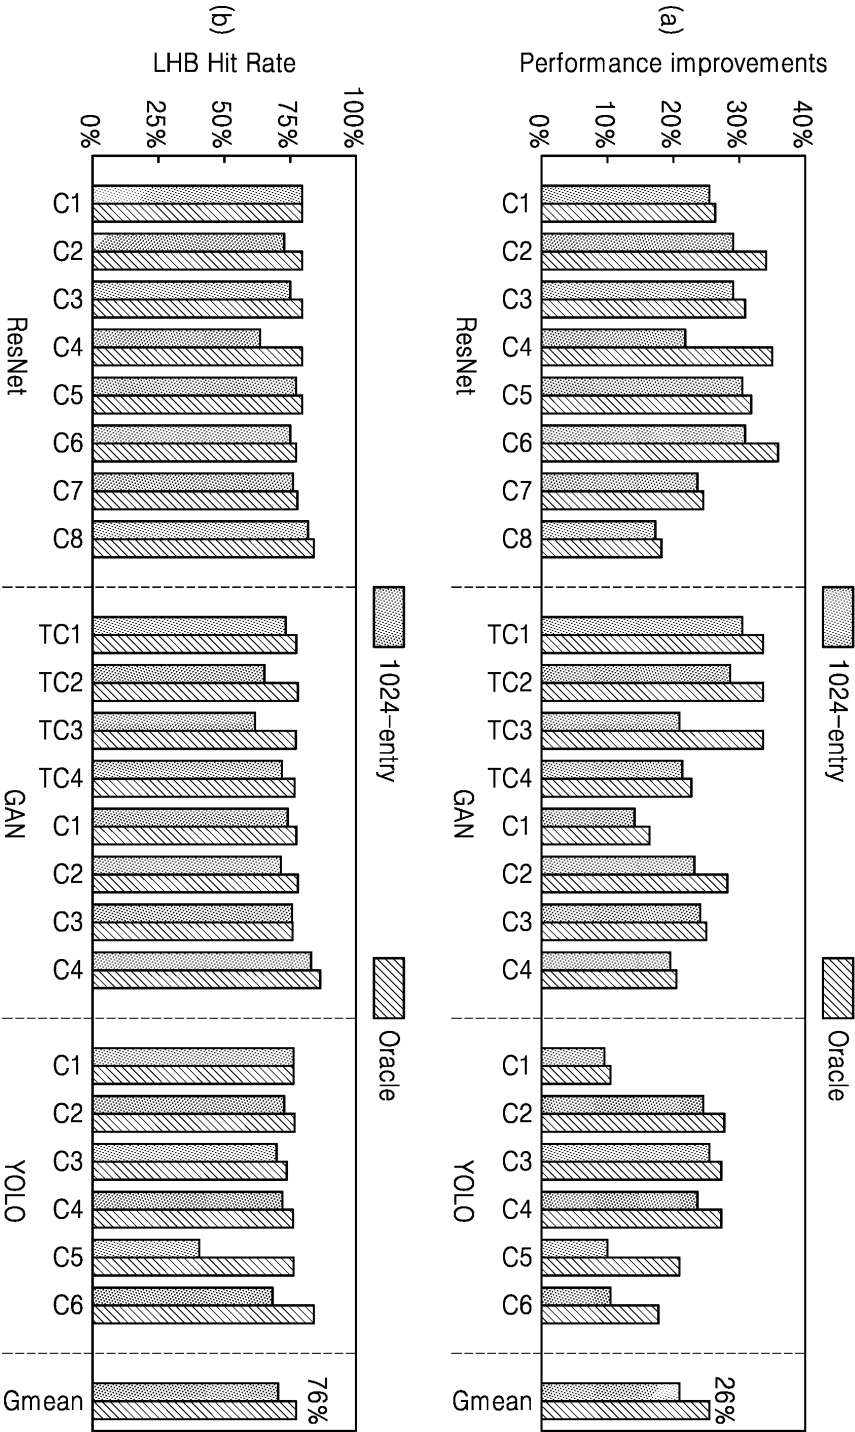 1024-entry
Oracle
Performance improvements
40%
30%
20%
10%
0%
26%
C1 C2 C3 C4 C5 C6 C7 C8 TC1 TC2 TC3 TC4 C1 C2 C3 C4 C1 C2 C3 C4 C5 C6 Gmean
ResNet GAN YOLO
(a)
1024-entry
Oracle
LHB Hit Rate
100%
75%
50%
25%
0%
76%
C1 C2 C3 C4 C5 C6 C7 C8 TC1 TC2 TC3 TC4 C1 C2 C3 C4 C1 C2 C3 C4 C5 C6 Gmean
ResNet GAN YOLO
(b)